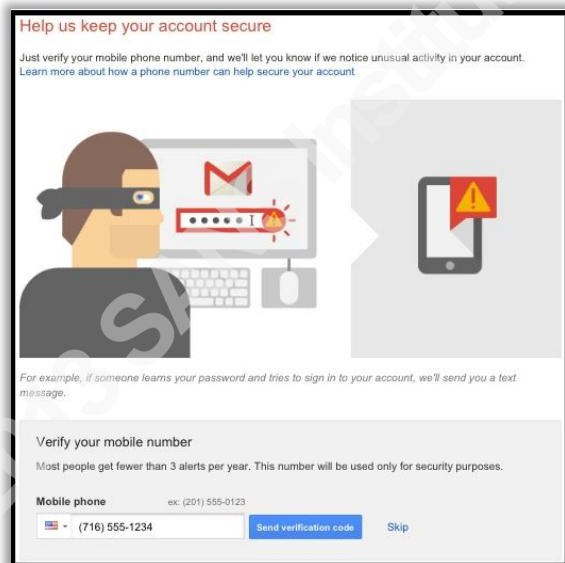 Help us keep your account secure
Just verify your mobile phone number, and we'll let you know if we notice unusual activity in your account.
Learn more about how a phone number can help secure your account
For example, if someone learns your password and tries to sign in to your account, we'll send you a text
message.
Verify your mobile number
Most people get fewer than 3 alerts per year. This number will be used only for security purposes.
Mobile phone ex: (201) 555-0123
(716) 555-1234 Send verification code Skip